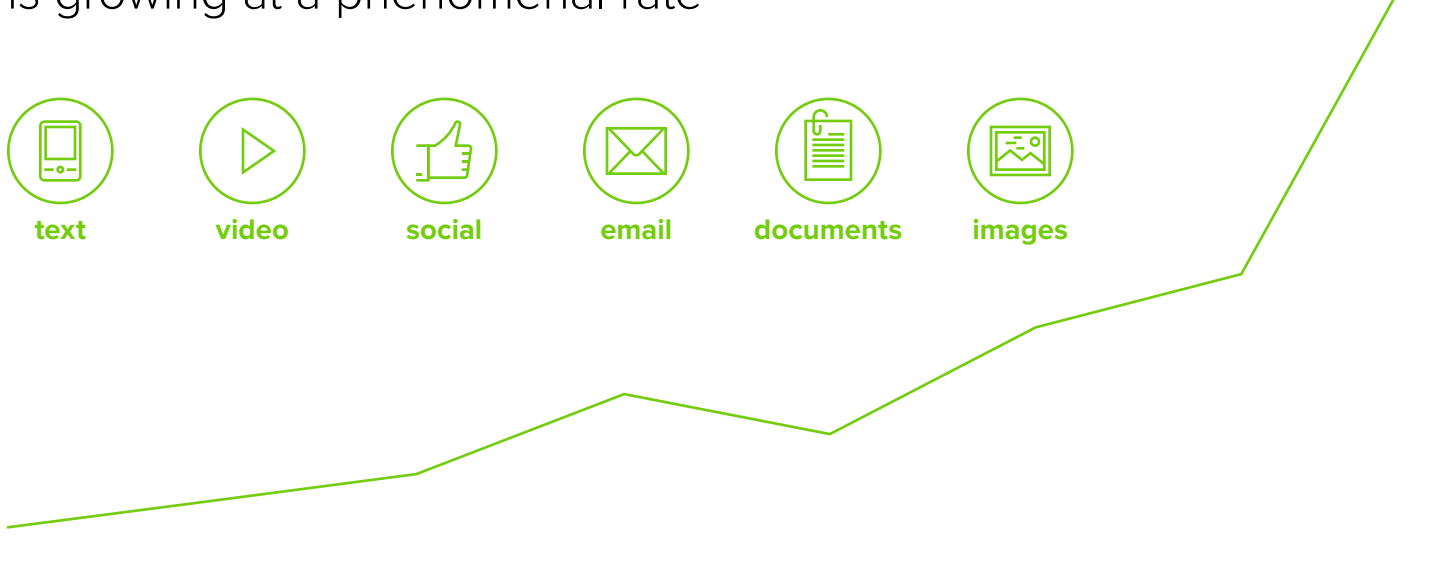 is growing at a phenomenal rate
text video social email documents images